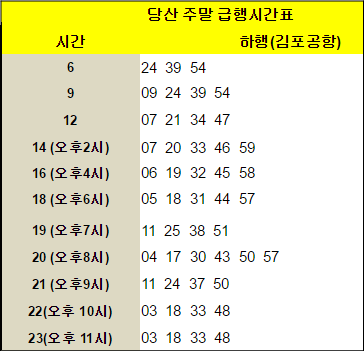 당산 주말 급행시간표
시간 하행(김포공항)
6 24 39 54
9 09 24 39 54
12 07 21 34 47
14 (오후2시) 07 20 33 46 59
16 (오후4시) 06 19 32 45 58
18 (오후6시) 05 18 31 44 57
19 (오후7시) 11 25 38 51
20 (오후8시) 04 17 30 43 50 57
21 (오후9시) 11 24 37 50
22(오후 10시) 03 18 33 48
23(오후 11시) 03 18 33 48